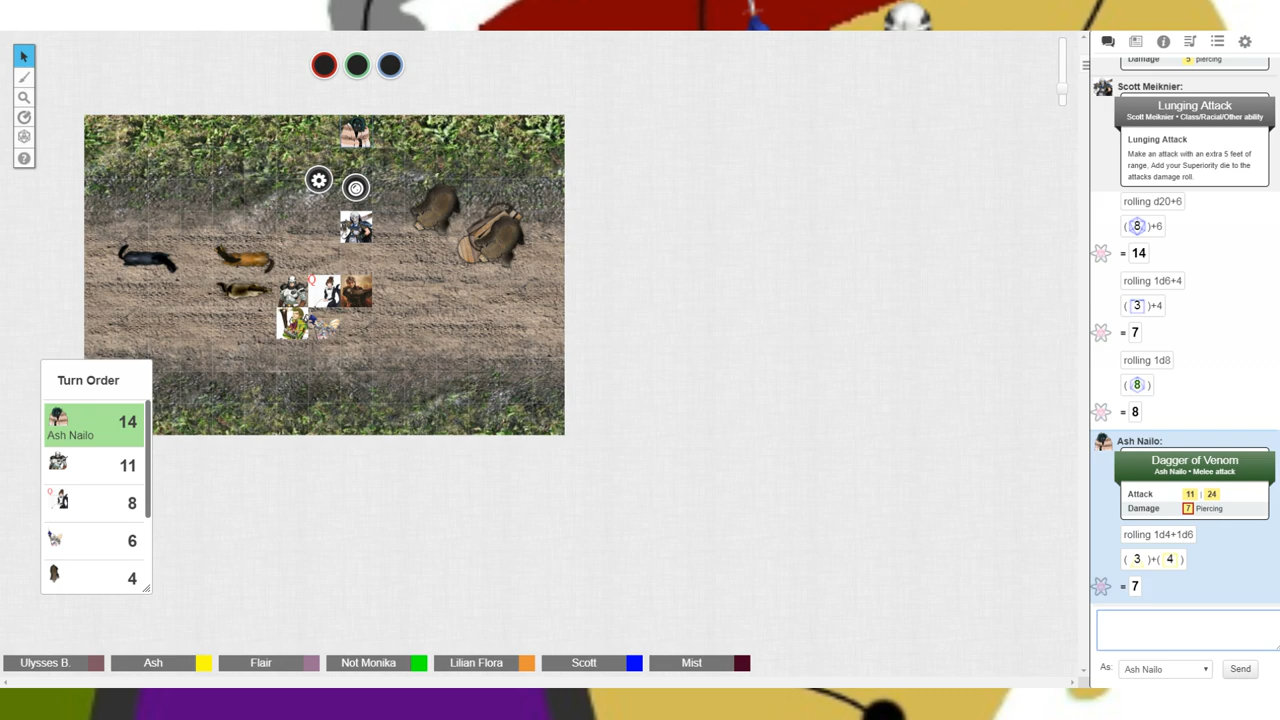 Damage 5 piercing
Scott Meiknier:
Lunging Attack
Scott Meiknier • Class/Racial/Other ability
Lunging Attack
Make an attack with an extra 5 feet of
range, Add your Superiority die to the
attacks damage roll.
rolling d20+6
(8)+6
= 14
rolling 1d6+4
(3)+4
= 7
rolling 1d8
(8)
= 8
Ash Nailo:
Dagger of Venom
Ash Nailo • Melee attack
Attack 11 | 24
Damage 7 Piercing
rolling 1d4+1d6
(3)+(4)
= 7
As: Ash Nailo Send
Turn Order
Ash Nailo 14
11
Q 8
6
4
Q
Ulysses B. Ash Flair Not Monika Lilian Flora Scott Mist